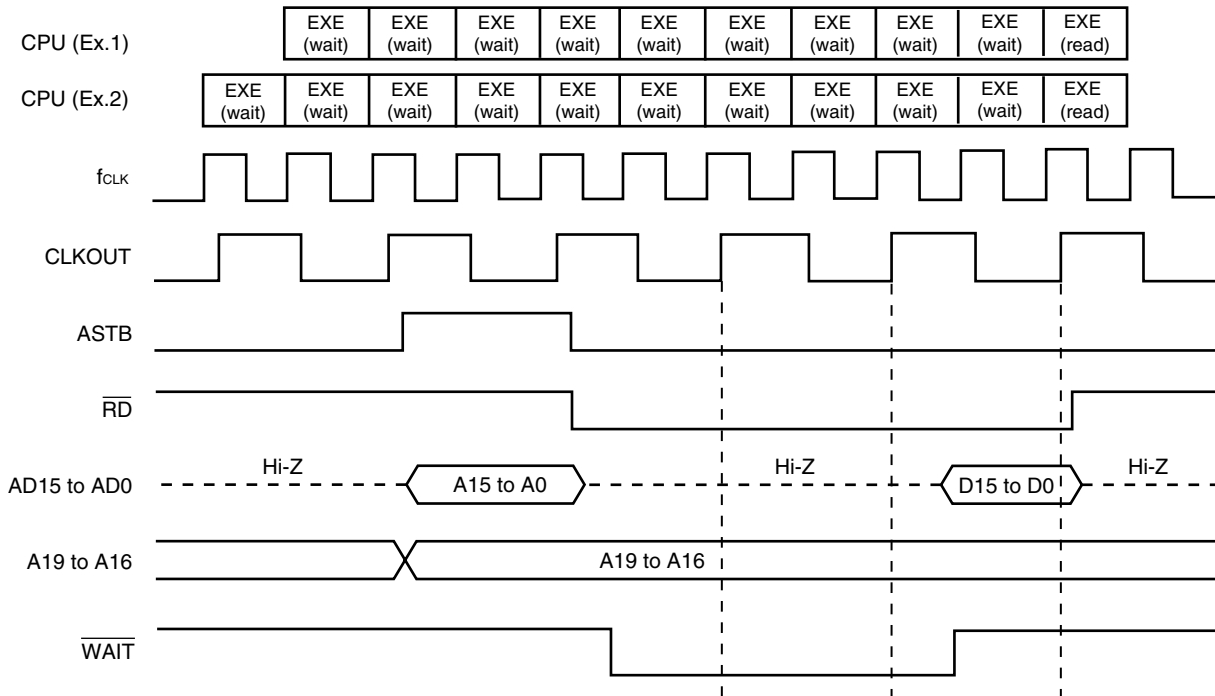 CPU (Ex.1) EXE (wait) EXE (wait) EXE (wait) EXE (wait) EXE (wait) EXE (wait) EXE (wait) EXE (wait) EXE (wait) EXE (read)
CPU (Ex.2) EXE (wait) EXE (wait) EXE (wait) EXE (wait) EXE (wait) EXE (wait) EXE (wait) EXE (wait) EXE (wait) EXE (wait) EXE (read)
fCLK
CLKOUT
ASTB
RD
AD15 to AD0 Hi-Z A15 to A0 Hi-Z D15 to D0 Hi-Z
A19 to A16 A19 to A16
WAIT